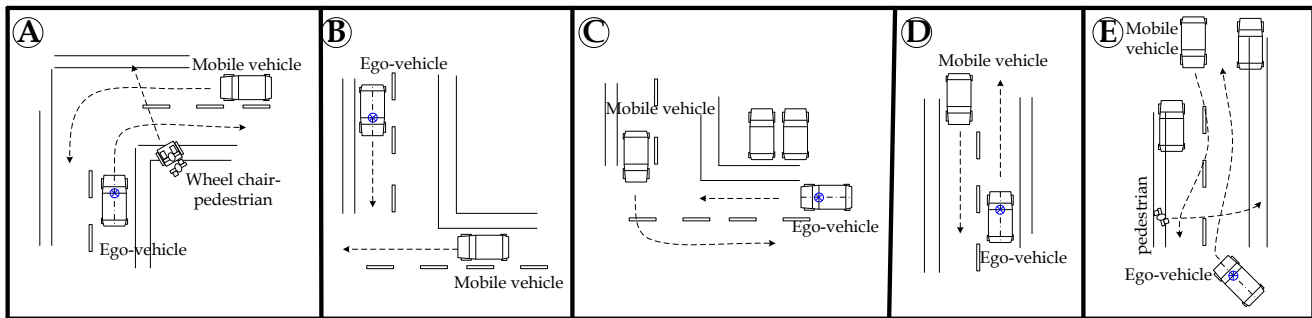 A
Mobile vehicle
Wheel chair-
pedestrian
Ego-vehicle
B
Ego-vehicle
Mobile vehicle
C
Mobile vehicle
Ego-vehicle
D
Mobile vehicle
Ego-vehicle
E
Mobile
vehicle
pedestrian
Ego-vehicle